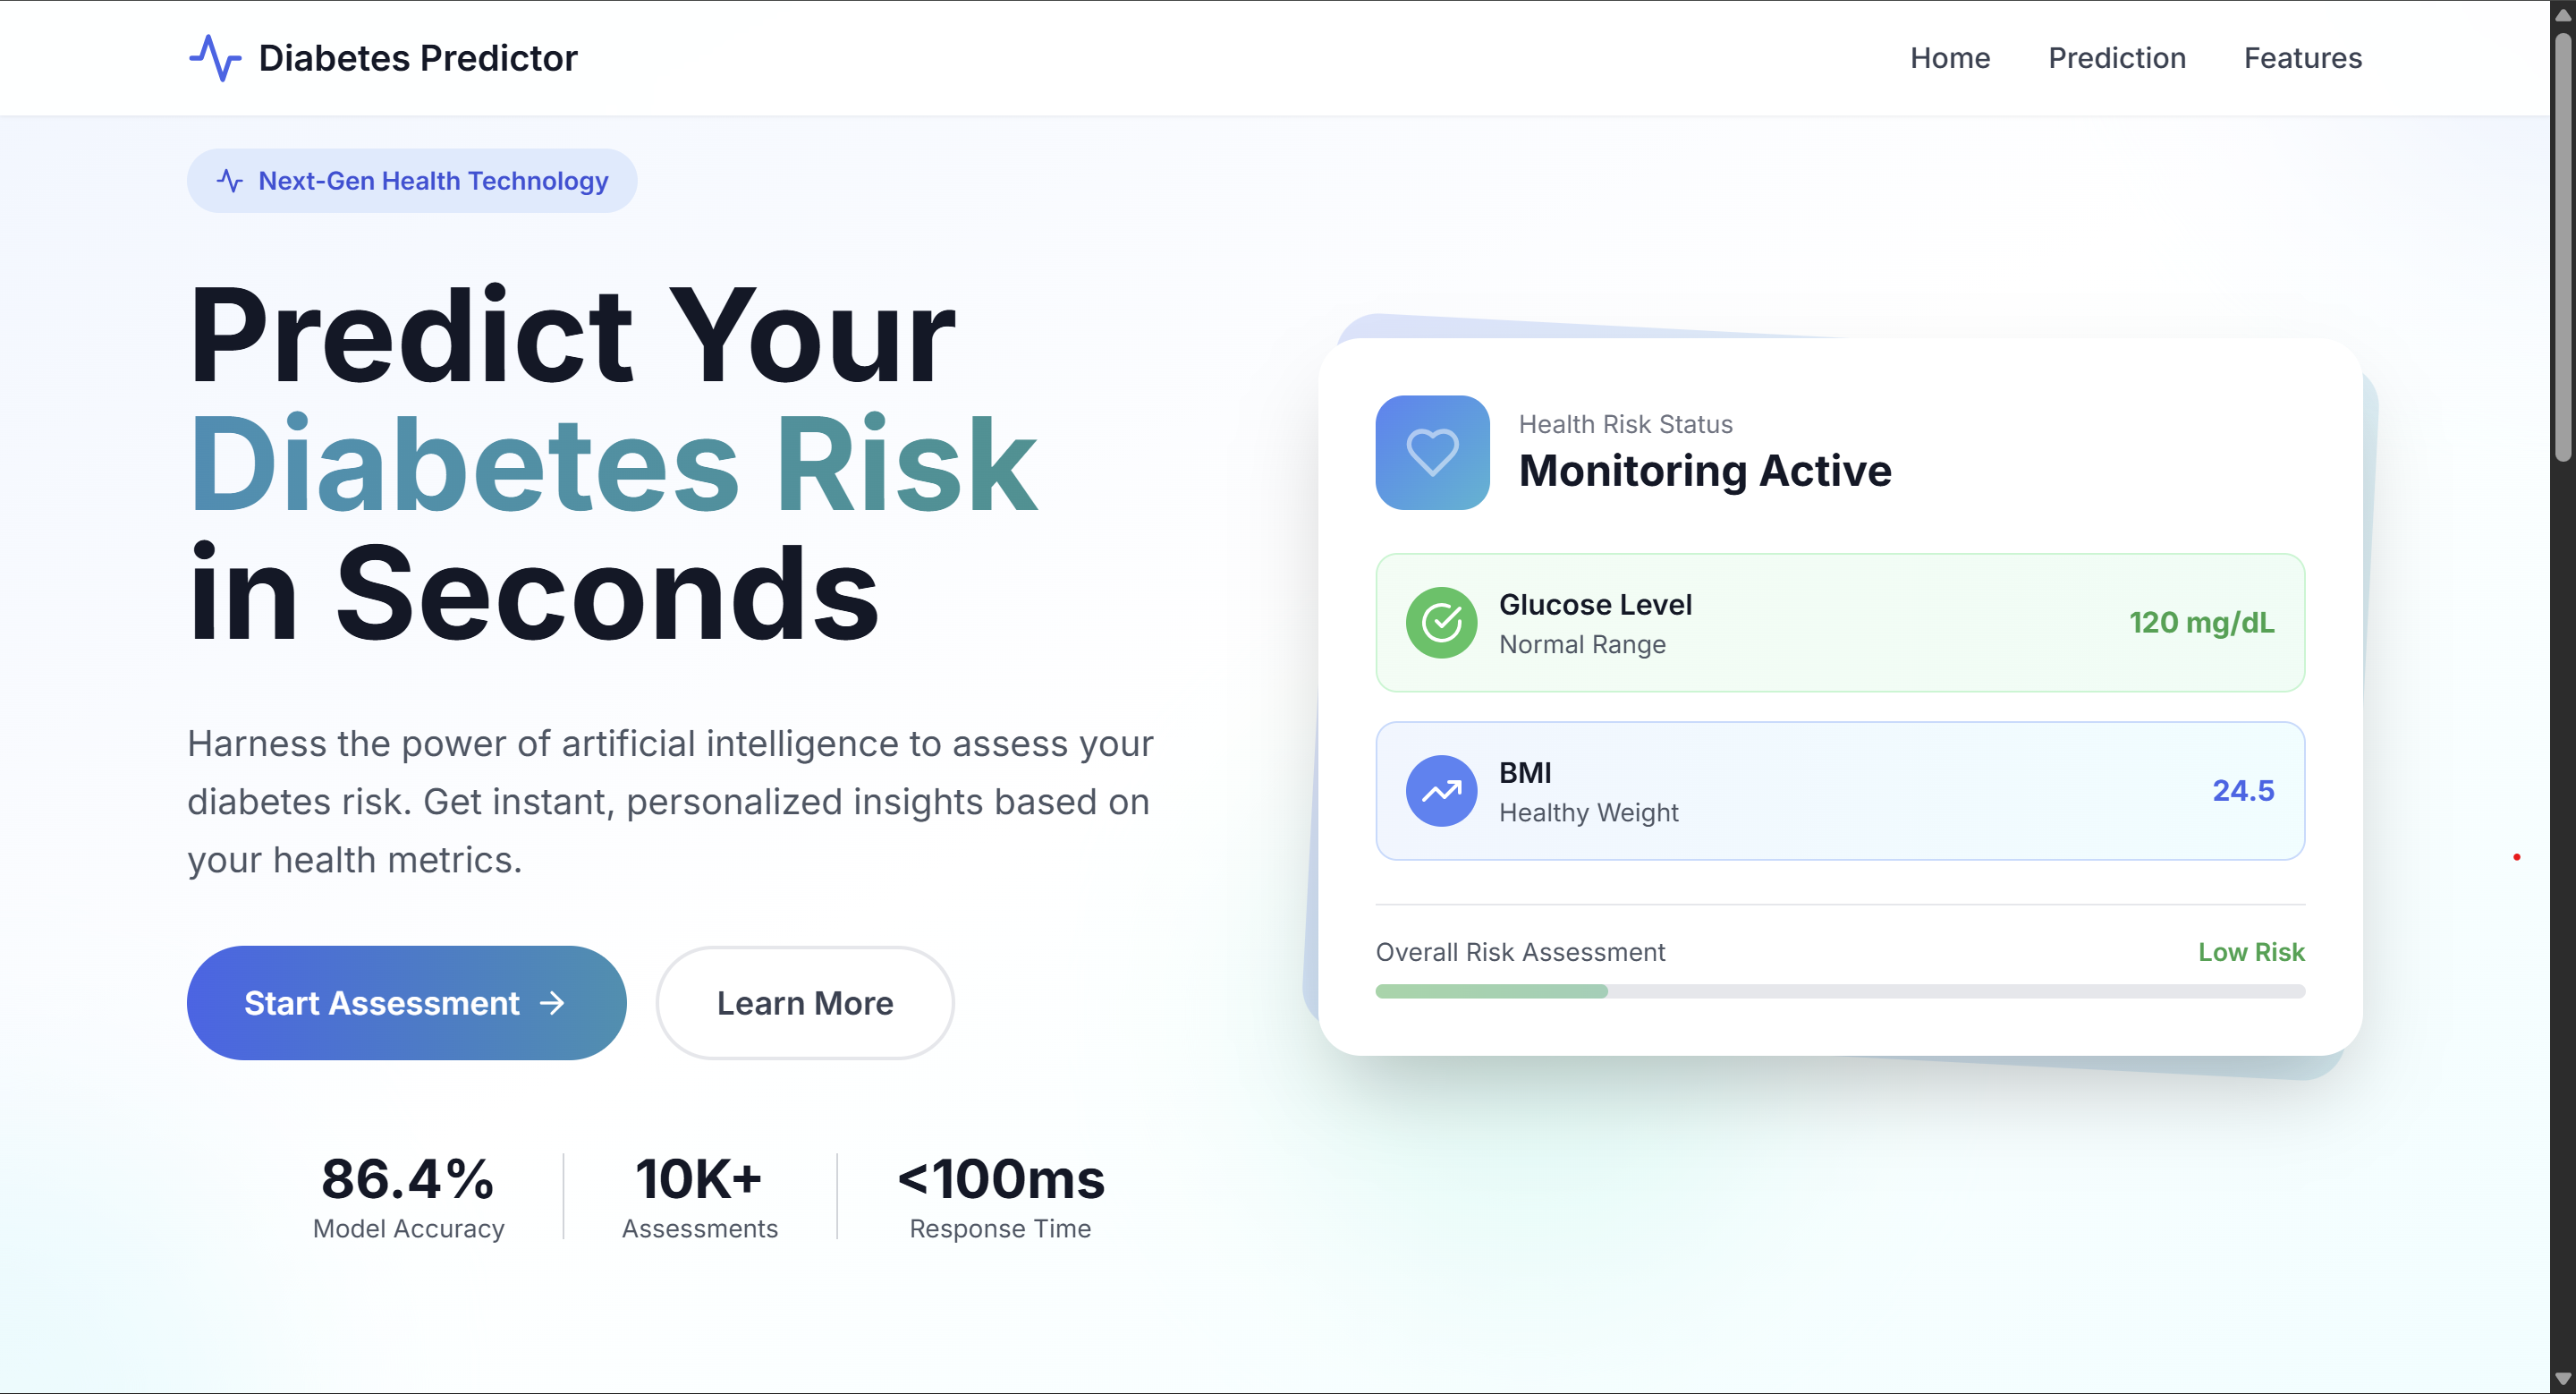 Diabetes Predictor
Home
Prediction
Features
Next-Gen Health Technology
Predict Your
Diabetes Risk
in Seconds
Harness the power of artificial intelligence to assess your
diabetes risk. Get instant, personalized insights based on
your health metrics.
Start Assessment
Learn More
86.4%
Model Accuracy
10K+
Assessments
<100ms
Response Time
Health Risk Status
Monitoring Active
Glucose Level
Normal Range
120 mg/dL
BMI
Healthy Weight
24.5
Overall Risk Assessment
Low Risk